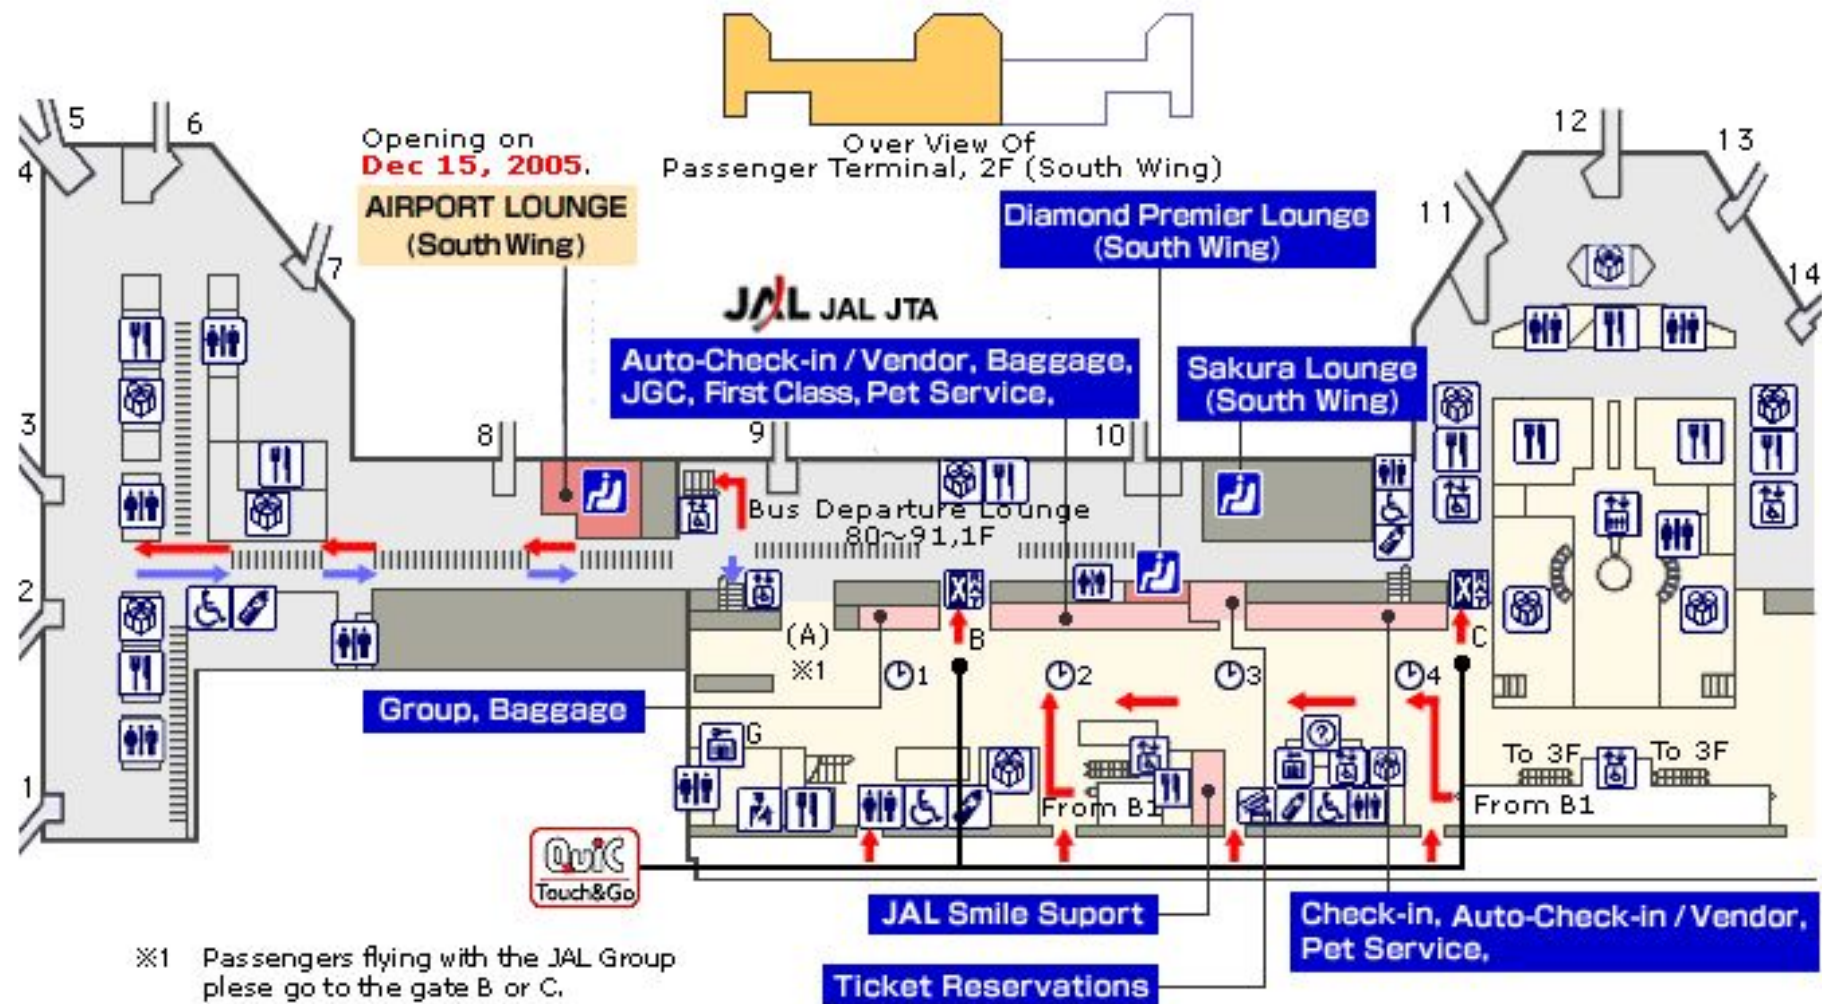 Over View Of
Passenger Terminal, 2F (South Wing)
5
6
4
Opening on
Dec 15, 2005.
AIRPORT LOUNGE
(South Wing)
7
Diamond Premier Lounge
(South Wing)
12
13
11
14
JAL JAL JTA
Auto-Check-in / Vendor, Baggage,
JGC, First Class, Pet Service,
Sakura Lounge
(South Wing)
3
8
9
10
Bus Departure Lounge
80～91,1F
2
(A)
※1
B
C
1
2
3
4
Group, Baggage
G
?
To 3F
To 3F
1
From B1
From B1
QuiC
Touch&Go
JAL Smile Suport
Check-in, Auto-Check-in / Vendor,
Pet Service,
Ticket Reservations
※1 Passengers flying with the JAL Group
plese go to the gate B or C.